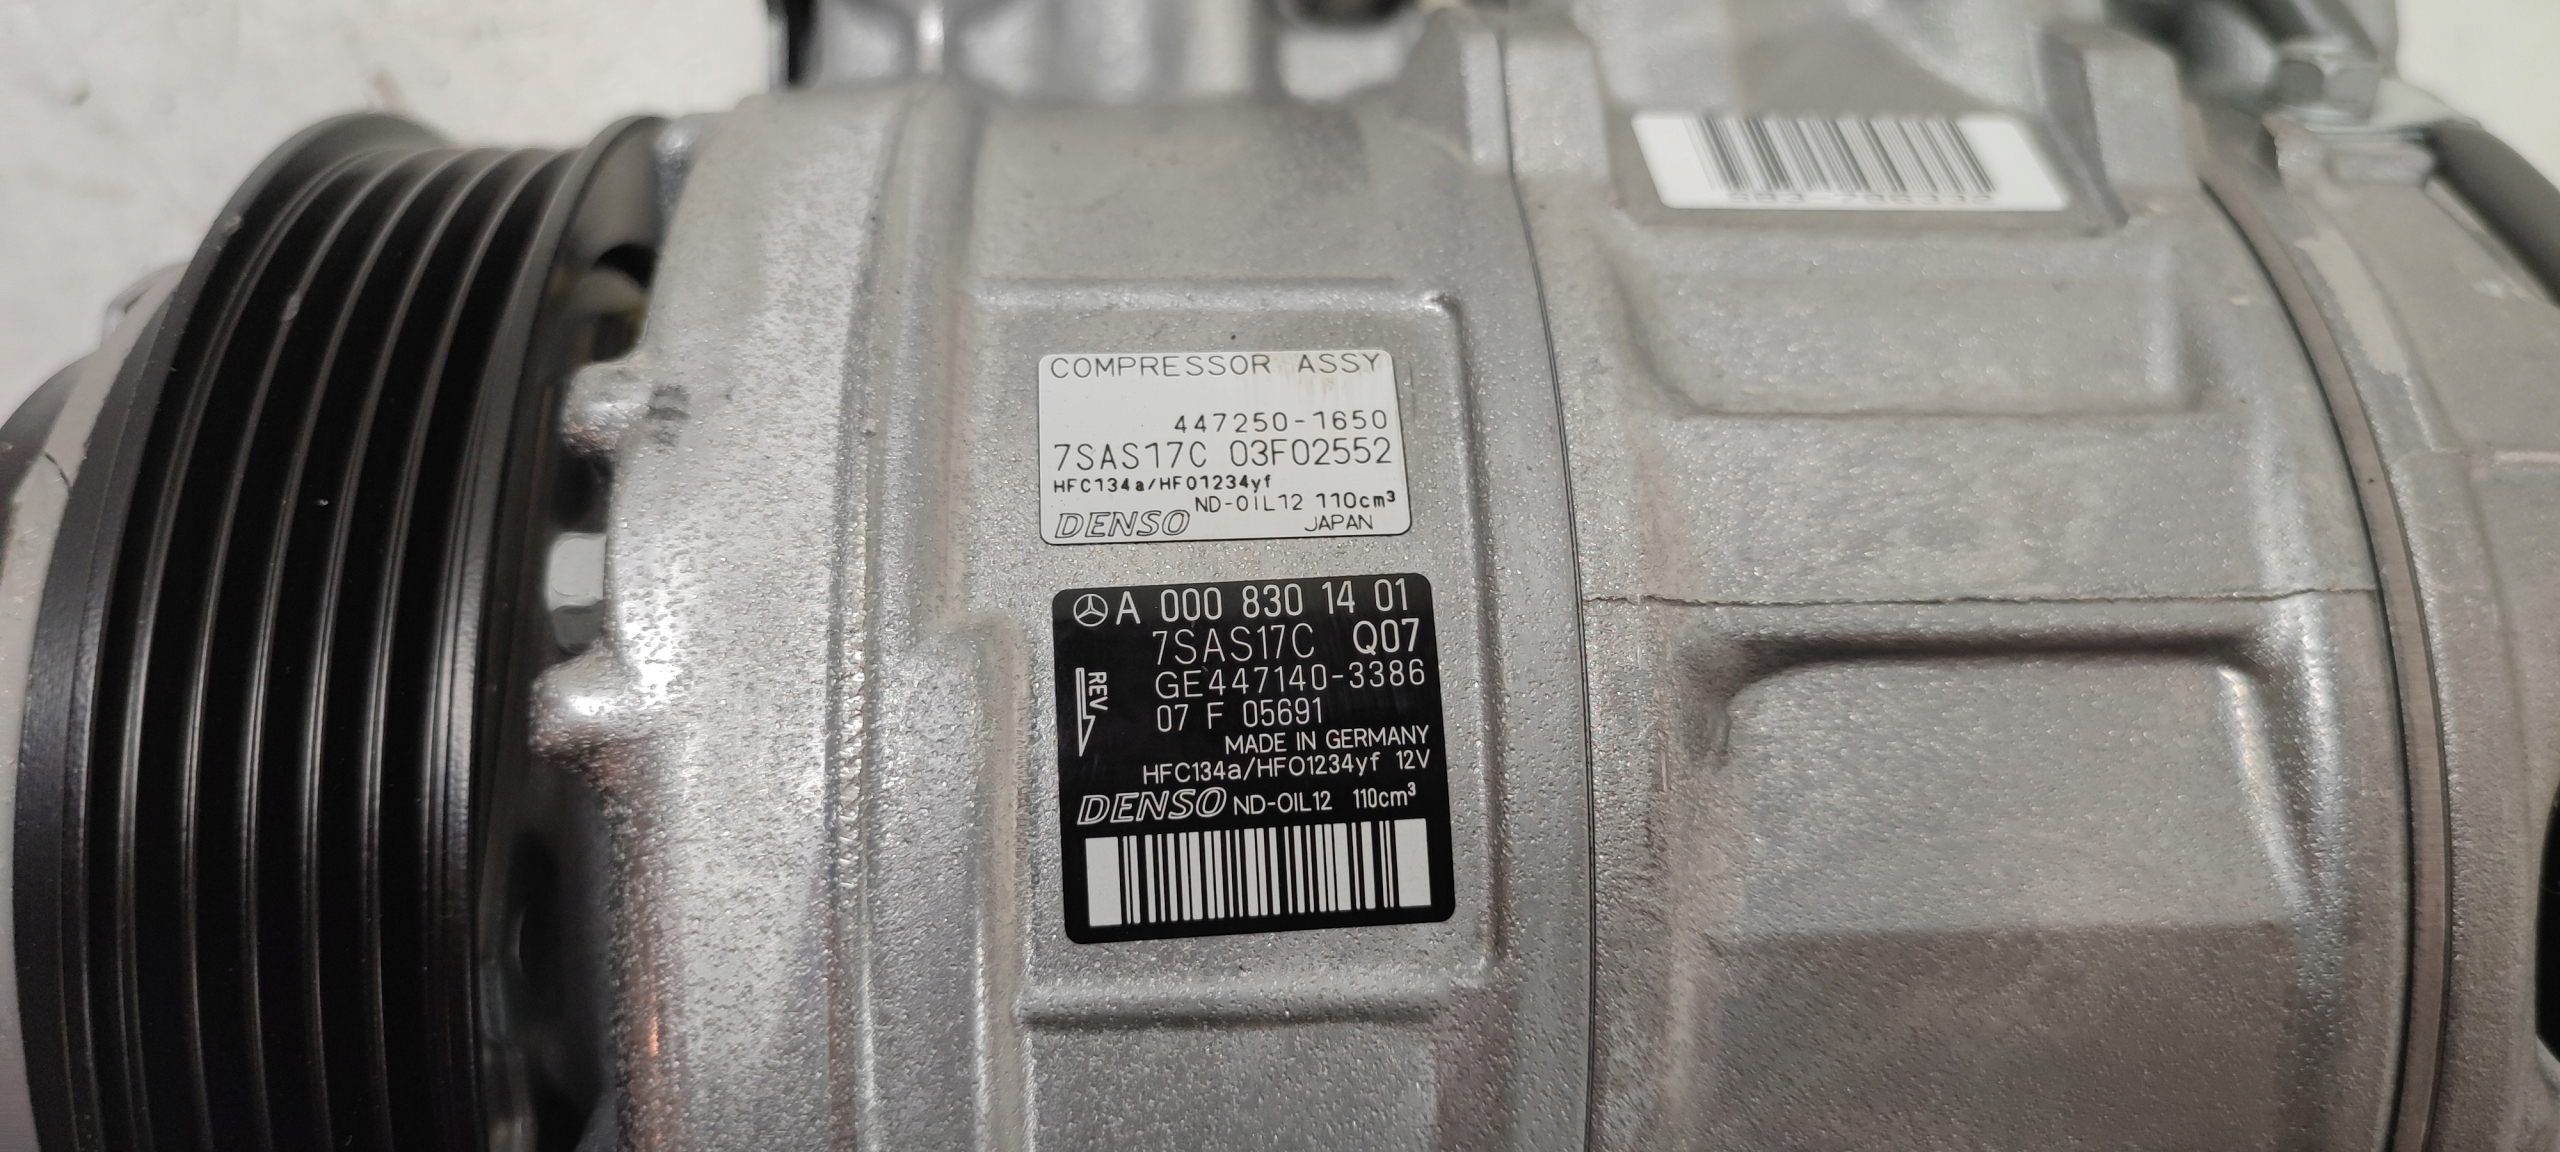 COMPRESSOR ASSY
447250-1650
7SAS17C 03F02552
HFC134a/HFO1234yf
ND-OIL12 110cm³
DENSO JAPAN
A 000 830 14 01
7SAS17C Q07
REV
GE447140-3386
07 F 05691
MADE IN GERMANY
HFC134a/HFO1234yf 12V
DENSO ND-OIL12 110cm³